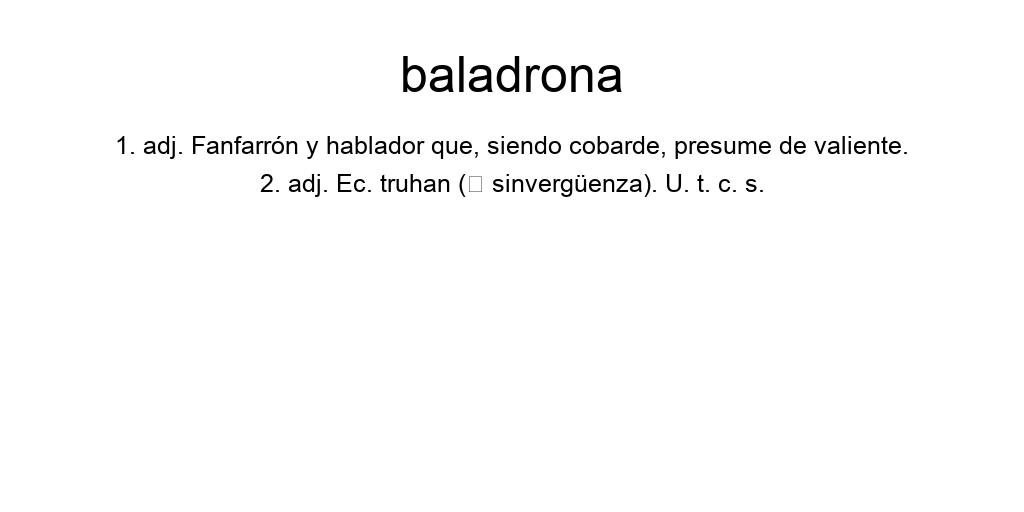 baladrona
1. adj. Fanfarrón y hablador que, siendo cobarde, presume de valiente.
2. adj. Ec. truhan (□ sinvergüenza). U. t. c. s.